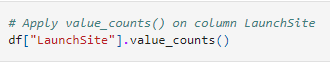 # Apply value_counts() on column LaunchSite
df["LaunchSite"].value_counts()